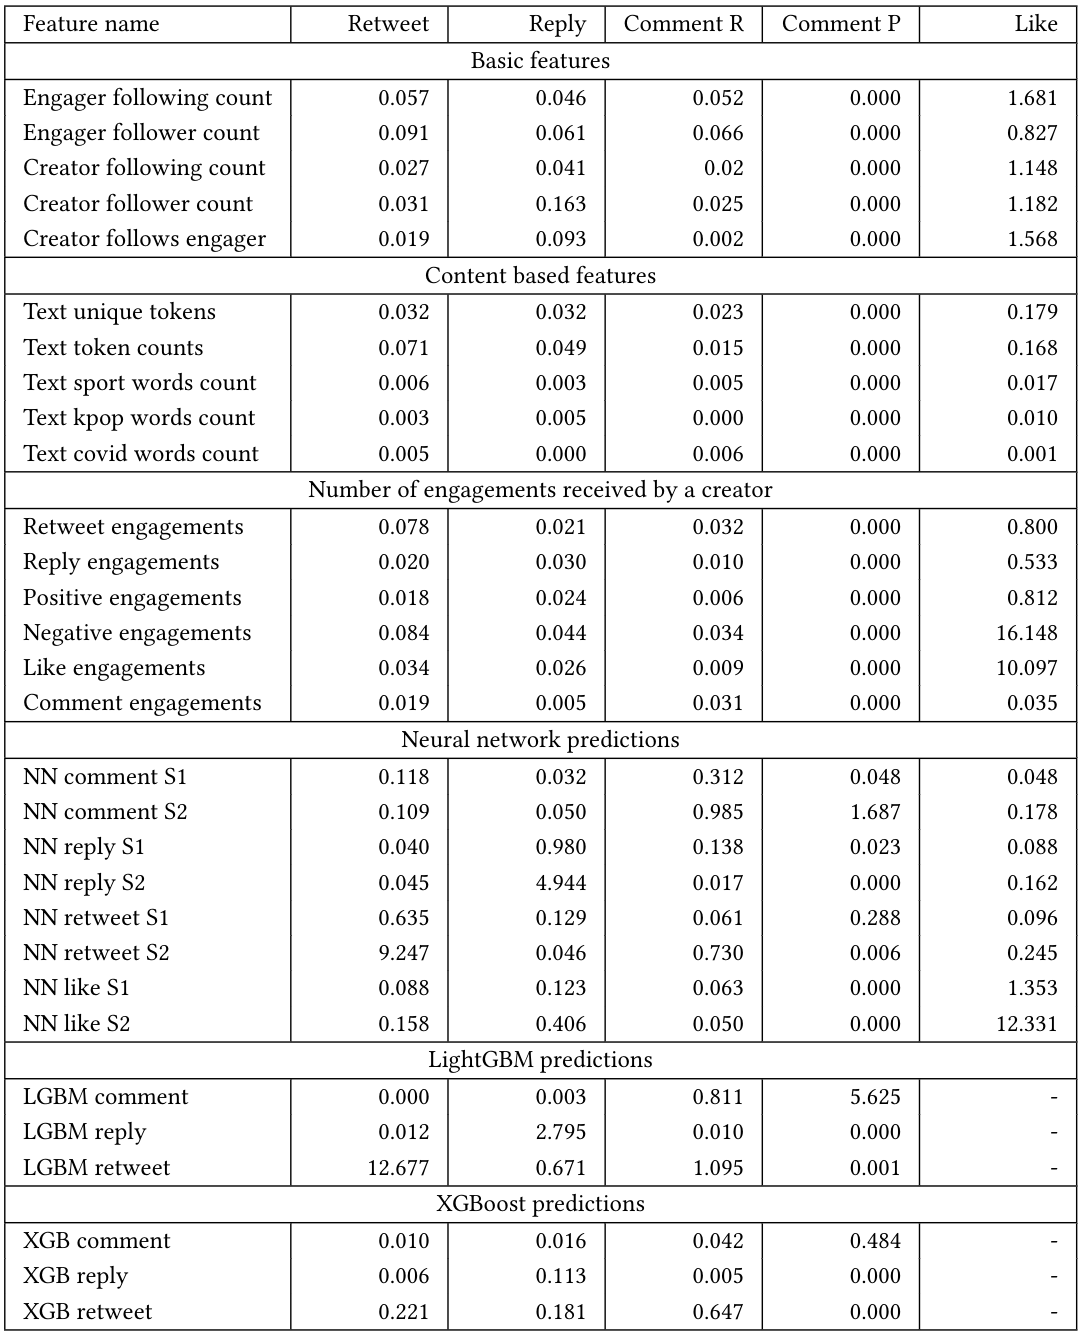 Feature name Retweet Reply Comment R Comment P Like
Basic features
Engager following count 0.057 0.046 0.052 0.000 1.681
Engager follower count 0.091 0.061 0.066 0.000 0.827
Creator following count 0.027 0.041 0.02 0.000 1.148
Creator follower count 0.031 0.163 0.025 0.000 1.182
Creator follows engager 0.019 0.093 0.002 0.000 1.568
Content based features
Text unique tokens 0.032 0.032 0.023 0.000 0.179
Text token counts 0.071 0.049 0.015 0.000 0.168
Text sport words count 0.006 0.003 0.005 0.000 0.017
Text kpop words count 0.003 0.005 0.000 0.000 0.010
Text covid words count 0.005 0.000 0.006 0.000 0.001
Number of engagements received by a creator
Retweet engagements 0.078 0.021 0.032 0.000 0.800
Reply engagements 0.020 0.030 0.010 0.000 0.533
Positive engagements 0.018 0.024 0.006 0.000 0.812
Negative engagements 0.084 0.044 0.034 0.000 16.148
Like engagements 0.034 0.026 0.009 0.000 10.097
Comment engagements 0.019 0.005 0.031 0.000 0.035
Neural network predictions
NN comment S1 0.118 0.032 0.312 0.048 0.048
NN comment S2 0.109 0.050 0.985 1.687 0.178
NN reply S1 0.040 0.980 0.138 0.023 0.088
NN reply S2 0.045 4.944 0.017 0.000 0.162
NN retweet S1 0.635 0.129 0.061 0.288 0.096
NN retweet S2 9.247 0.046 0.730 0.006 0.245
NN like S1 0.088 0.123 0.063 0.000 1.353
NN like S2 0.158 0.406 0.050 0.000 12.331
LightGBM predictions
LGBM comment 0.000 0.003 0.811 5.625 -
LGBM reply 0.012 2.795 0.010 0.000 -
LGBM retweet 12.677 0.671 1.095 0.001 -
XGBoost predictions
XGB comment 0.010 0.016 0.042 0.484 -
XGB reply 0.006 0.113 0.005 0.000 -
XGB retweet 0.221 0.181 0.647 0.000 -